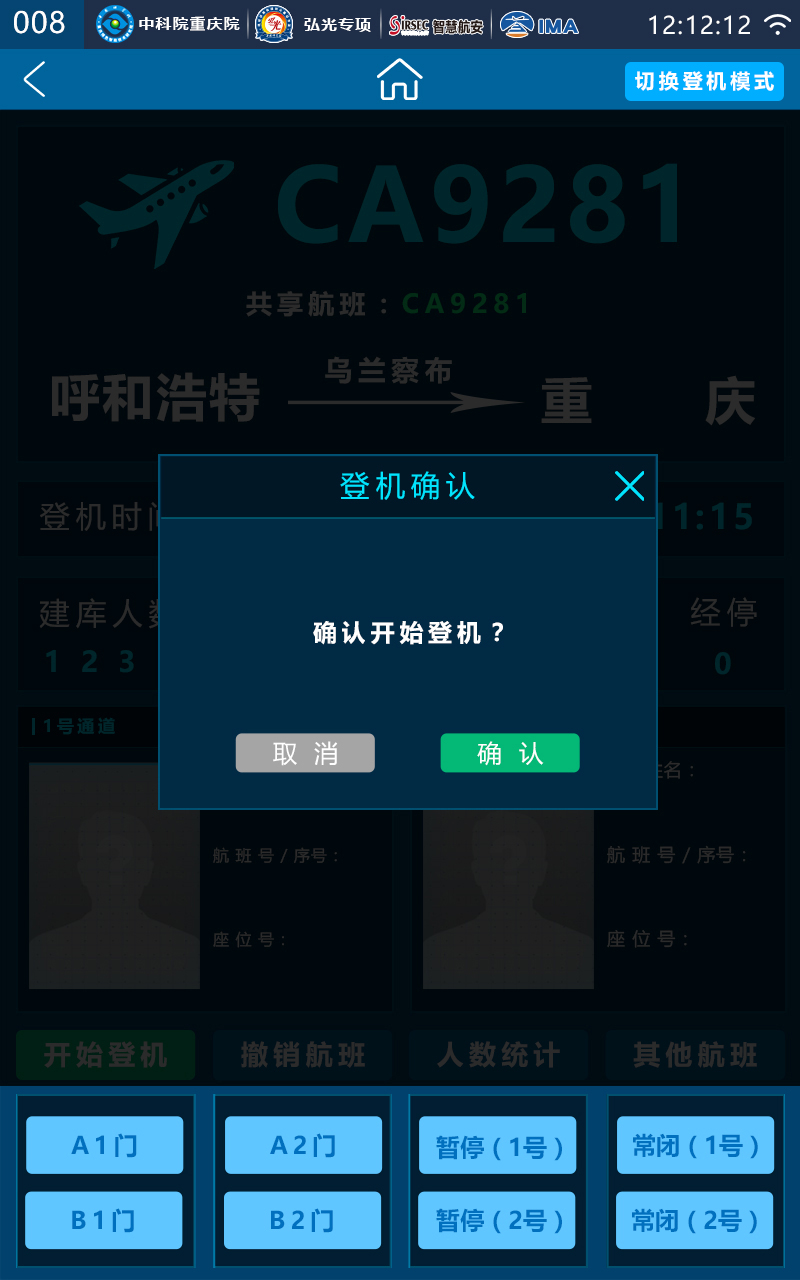 008 中科院重庆院 弘光专项 SIRSEC 智慧航安 IMA 12:12:12
切换登机模式
CA9281
共享航班：CA9281
乌兰察布
呼和浩特 重 庆
登机确认
登机时间 11:15
建库人数 经停
确认开始登机？
1 2 3 0
1号通道
取 消 确 认
姓名：
航班号/序号： 航班号/序号：
座位号： 座位号：
开始登机 撤销航班 人数统计 其他航班
A1门 A2门 暂停（1号） 常闭（1号）
B1门 B2门 暂停（2号） 常闭（2号）